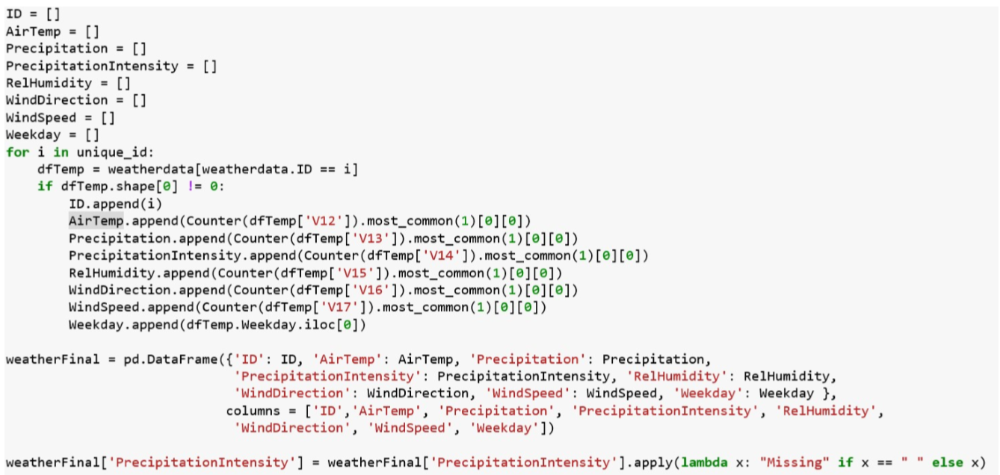 ID = []
AirTemp = []
Precipitation = []
PrecipitationIntensity = []
RelHumidity = []
WindDirection = []
WindSpeed = []
Weekday = []
for i in unique_id:
    dfTemp = weatherdata[weatherdata.ID == i]
    if dfTemp.shape[0] != 0:
        ID.append(i)
        AirTemp.append(Counter(dfTemp['V12']).most_common(1)[0][0])
        Precipitation.append(Counter(dfTemp['V13']).most_common(1)[0][0])
        PrecipitationIntensity.append(Counter(dfTemp['V14']).most_common(1)[0][0])
        RelHumidity.append(Counter(dfTemp['V15']).most_common(1)[0][0])
        WindDirection.append(Counter(dfTemp['V16']).most_common(1)[0][0])
        WindSpeed.append(Counter(dfTemp['V17']).most_common(1)[0][0])
        Weekday.append(dfTemp.Weekday.iloc[0])

weatherFinal = pd.DataFrame({'ID': ID, 'AirTemp': AirTemp, 'Precipitation': Precipitation,
                             'PrecipitationIntensity': PrecipitationIntensity, 'RelHumidity': RelHumidity,
                             'WindDirection': WindDirection, 'WindSpeed': WindSpeed, 'Weekday': Weekday },
                            columns = ['ID','AirTemp', 'Precipitation', 'PrecipitationIntensity', 'RelHumidity',
                             'WindDirection', 'WindSpeed', 'Weekday'])

weatherFinal['PrecipitationIntensity'] = weatherFinal['PrecipitationIntensity'].apply(lambda x: "Missing" if x == " " else x)